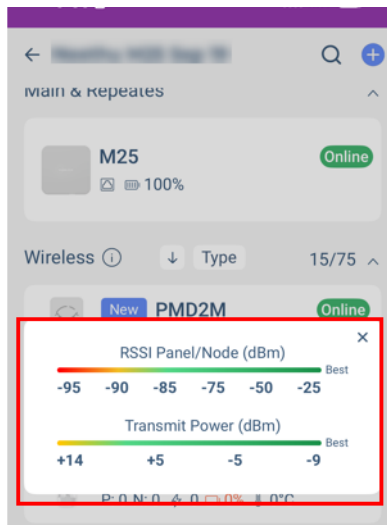 Main & Repeates
M25
Online
100%
Wireless
↓ Type
15/75
New PMD2M
Online
RSSI Panel/Node (dBm)
Best
-95 -90 -85 -75 -50 -25
Transmit Power (dBm)
Best
+14 +5 -5 -9
P: 0 N: 0 0 0% 0°C